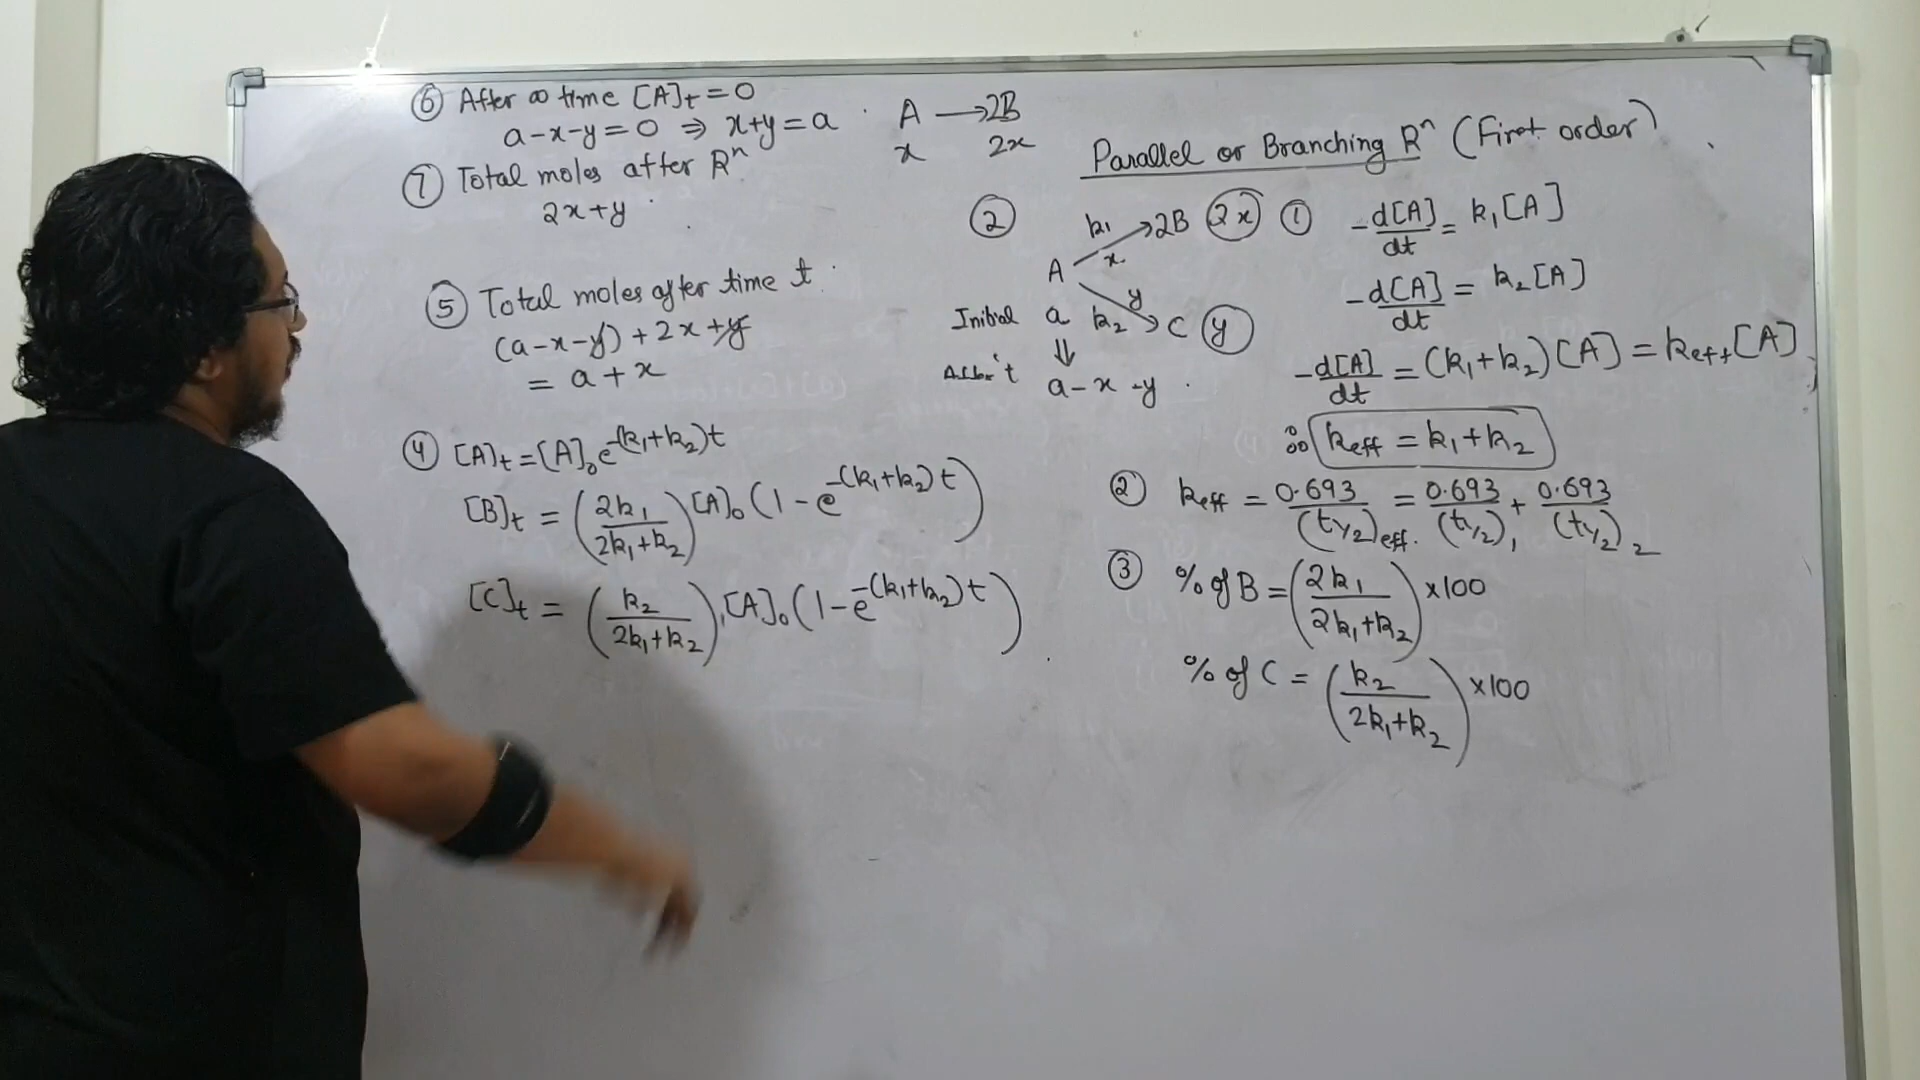 Parallel or Branching Rⁿ (First order)
②
k₁ → 2B (2x)
x
A
y
Initial a k₂ → C (y)
⇓
After t a-x-y
① -d[A]/dt = k₁[A]
-d[A]/dt = k₂[A]
-d[A]/dt = (k₁+k₂)[A] = keff[A]
∴ keff = k₁+k₂
② keff = 0.693/(t½)eff. = 0.693/(t½)₁ + 0.693/(t½)₂
③ % of B = (2k₁/(2k₁+k₂)) ×100
% of C = (k₂/(2k₁+k₂)) ×100
④ [A]t = [A]₀e^-(k₁+k₂)t
[B]t = (2k₁/(2k₁+k₂)) [A]₀ (1-e^-(k₁+k₂)t)
[C]t = (k₂/(2k₁+k₂)) [A]₀ (1-e^-(k₁+k₂)t)
⑤ Total moles after time t
(a-x-y)+2x+y
= a+x
⑥ After ∞ time [A]t = 0
a-x-y=0 ⇒ x+y=a
A → 2B
x 2x
⑦ Total moles after Rⁿ
2x+y